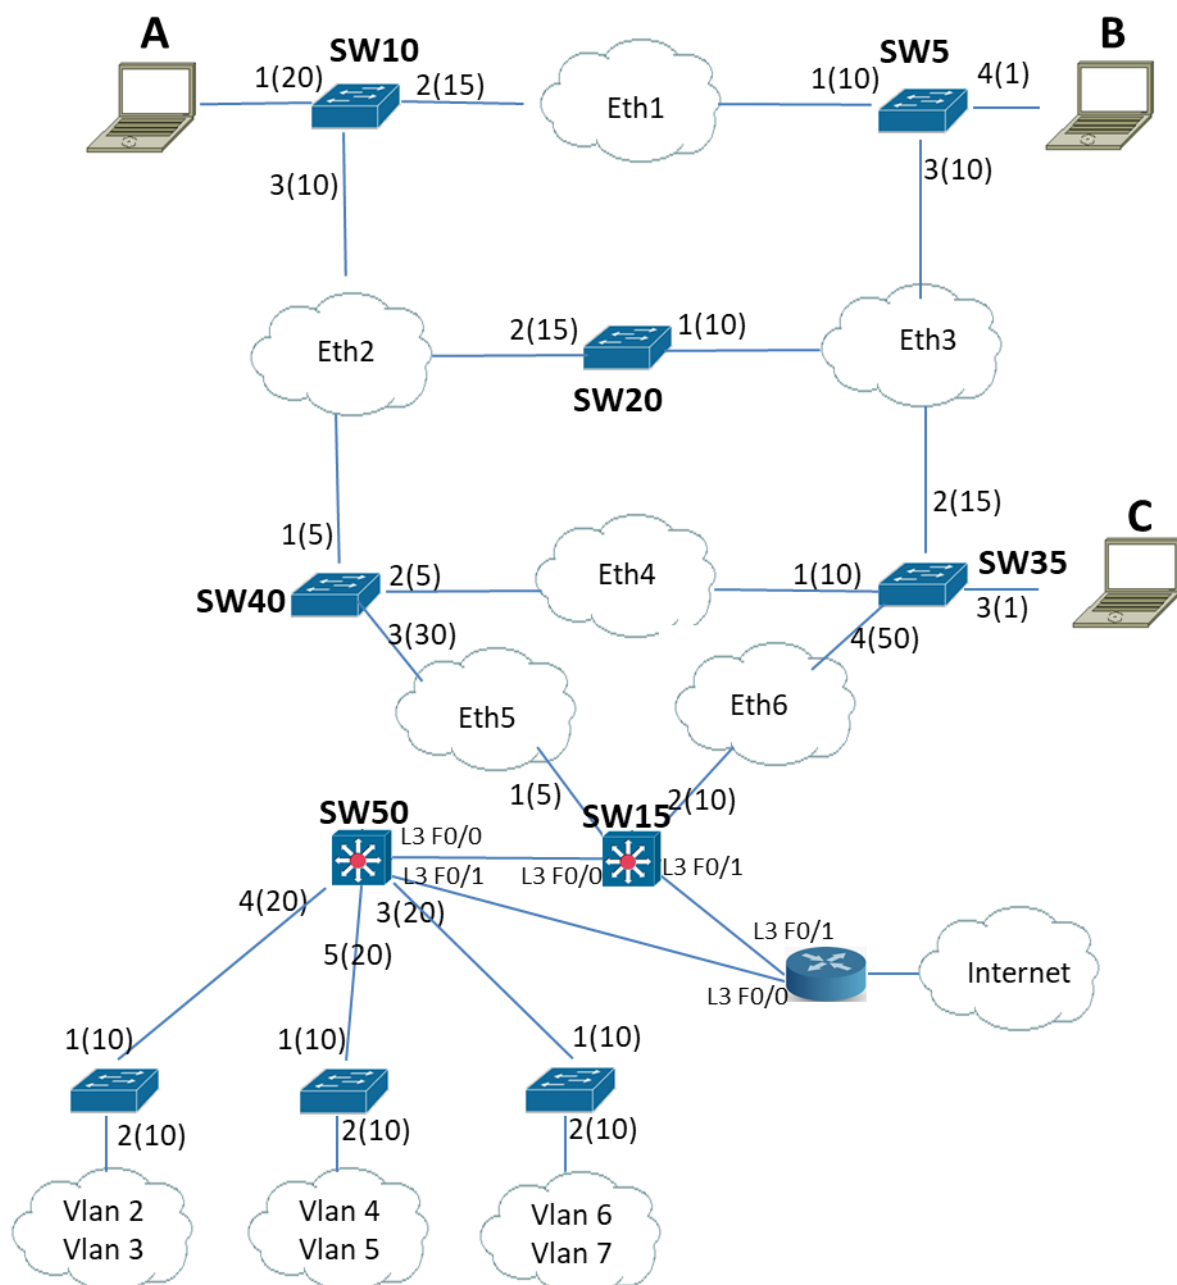 A
SW10
SW5
B
1(20)
2(15)
Eth1
1(10)
4(1)
3(10)
3(10)
Eth2
2(15)
1(10)
Eth3
SW20
2(15)
C
1(5)
SW40
2(5)
Eth4
1(10)
SW35
3(1)
3(30)
4(50)
Eth5
Eth6
1(5)
2(10)
SW50
SW15
L3 F0/0
L3 F0/1
L3 F0/0
L3 F0/1
4(20)
3(20)
5(20)
L3 F0/1
L3 F0/0
Internet
1(10)
1(10)
1(10)
2(10)
2(10)
2(10)
Vlan 2
Vlan 3
Vlan 4
Vlan 5
Vlan 6
Vlan 7